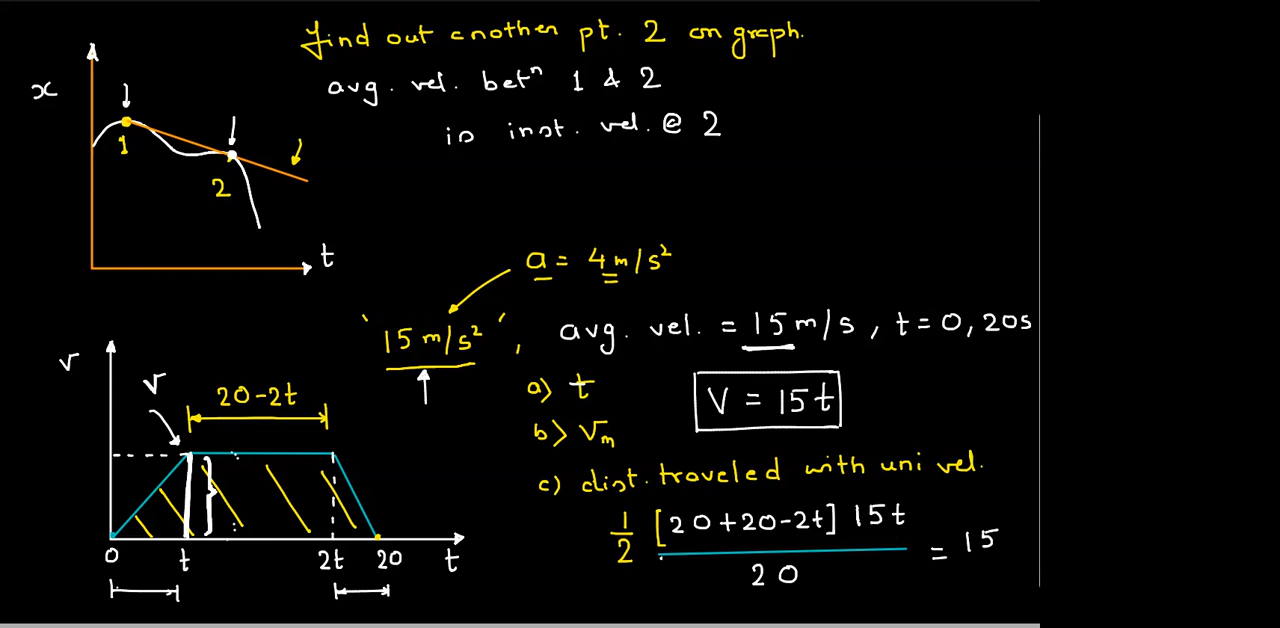 find out another pt. 2 on graph.
avg. vel. betⁿ 1 & 2
is inst. vel. @ 2
x
1
2
t
a = 4 m/s²
' 15 m/s² ' ,
avg. vel. = 15 m/s , t = 0, 20s
a) t
V = 15t
b) Vm
c) dist. traveled with uni vel.
1/2 [20+20-2t] 15t / 20 = 15
v
v
20-2t
0 t 2t 20 t